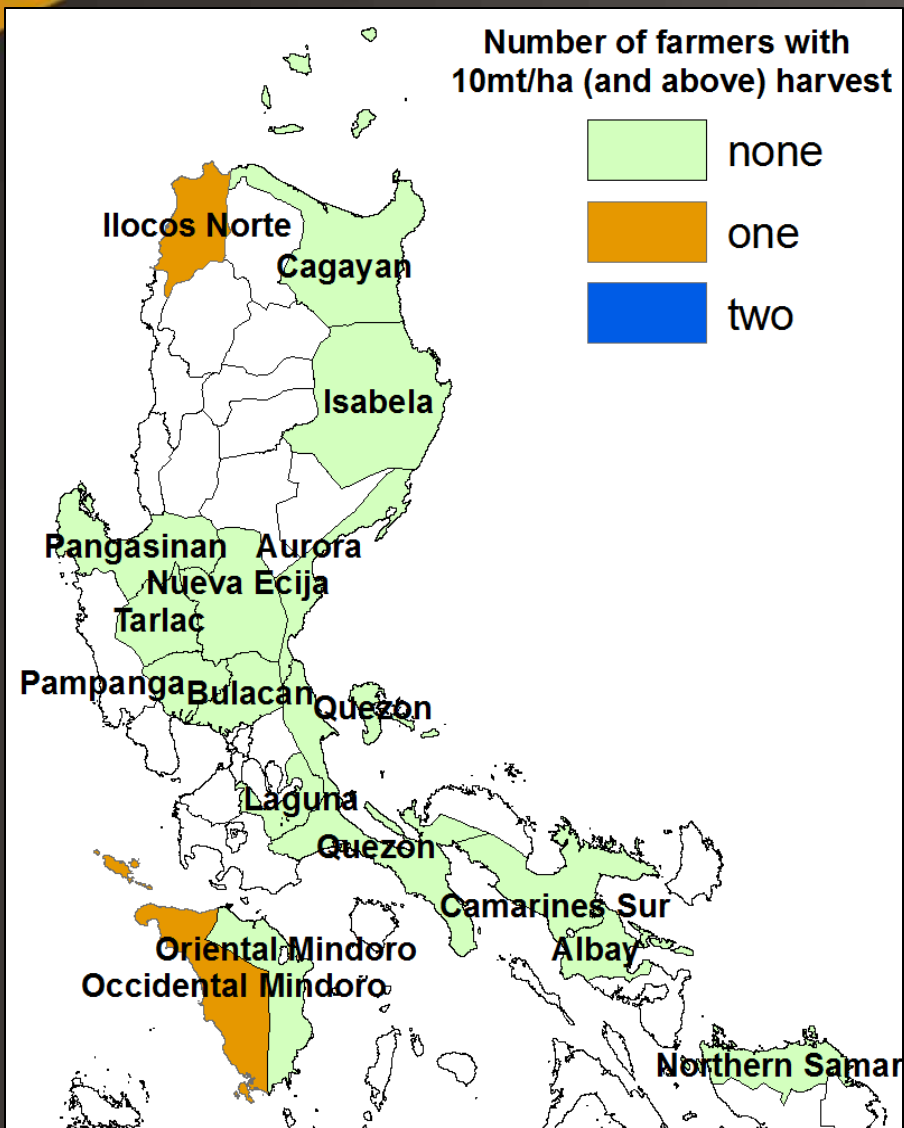 Number of farmers with
10mt/ha (and above) harvest
none
one
two
Ilocos Norte
Cagayan
Isabela
Pangasinan
Aurora
Nueva Ecija
Tarlac
Pampanga
Bulacan
Quezon
Laguna
Quezon
Camarines Sur
Albay
Oriental Mindoro
Occidental Mindoro
Northern Samar